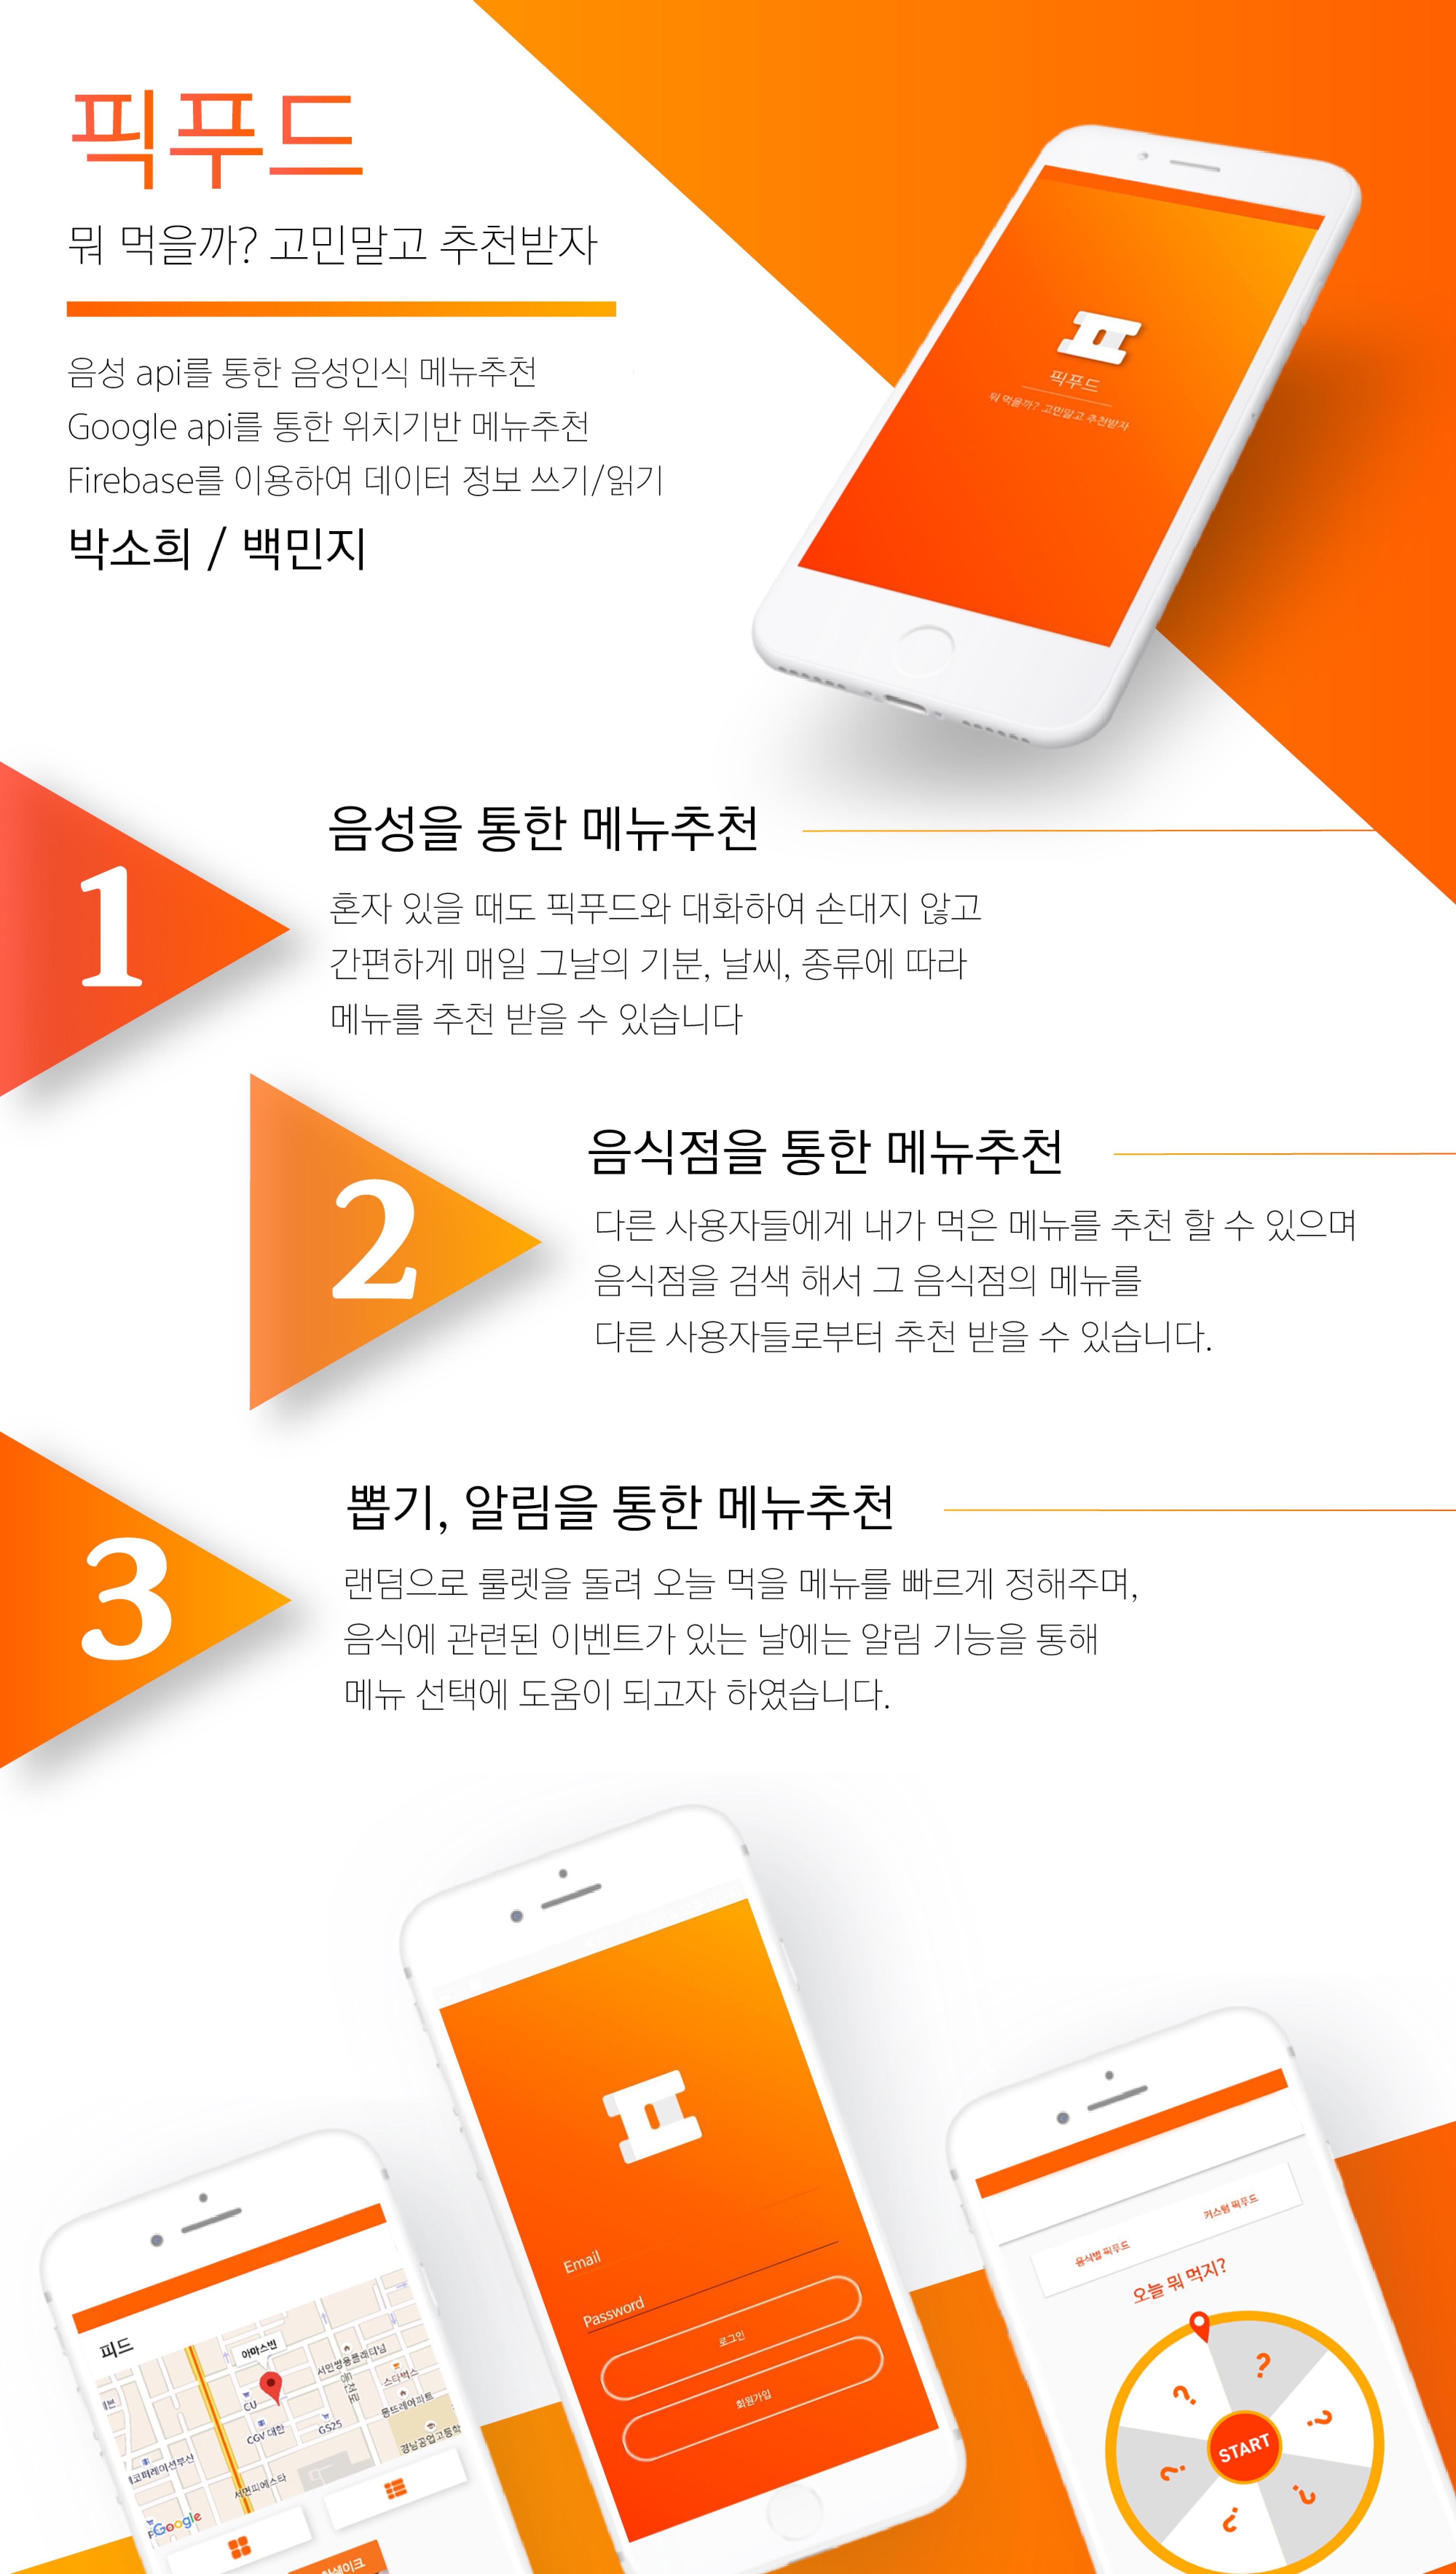 픽푸드
뭐 먹을까? 고민말고 추천받자
음성 api를 통한 음성인식 메뉴추천
Google api를 통한 위치기반 메뉴추천
Firebase를 이용하여 데이터 정보 쓰기/읽기
박소희 / 백민지
픽푸드
뭐 먹을까? 고민말고 추천받자
1
음성을 통한 메뉴추천
혼자 있을 때도 픽푸드와 대화하여 손대지 않고
간편하게 매일 그날의 기분, 날씨, 종류에 따라
메뉴를 추천 받을 수 있습니다
2
음식점을 통한 메뉴추천
다른 사용자들에게 내가 먹은 메뉴를 추천 할 수 있으며
음식점을 검색 해서 그 음식점의 메뉴를
다른 사용자들로부터 추천 받을 수 있습니다.
3
뽑기, 알림을 통한 메뉴추천
랜덤으로 룰렛을 돌려 오늘 먹을 메뉴를 빠르게 정해주며,
음식에 관련된 이벤트가 있는 날에는 알림 기능을 통해
메뉴 선택에 도움이 되고자 하였습니다.
피드
아마스빈
서면쌍용플래티넘
스타벅스
CU
동천로
몽뜨레아파트
CGV 대한
GS25
경남공업고등학
서면피에스타
Google
Email
Password
로그인
회원가입
음식별 픽푸드
커스텀 픽푸드
오늘 뭐 먹지?
?
?
?
?
?
?
?
START